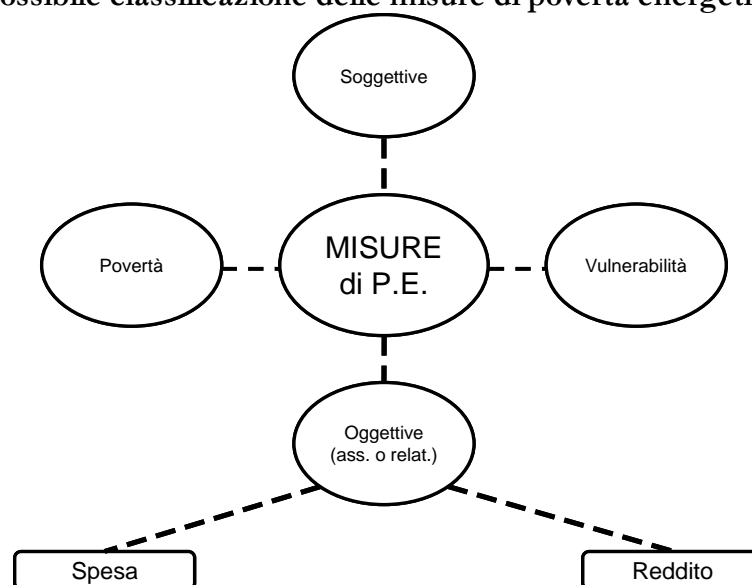 ossibile classificazione delle misure di povertà energeti
Soggettive
Povertà
MISURE
di P.E.
Vulnerabilità
Oggettive
(ass. o relat.)
Spesa
Reddito